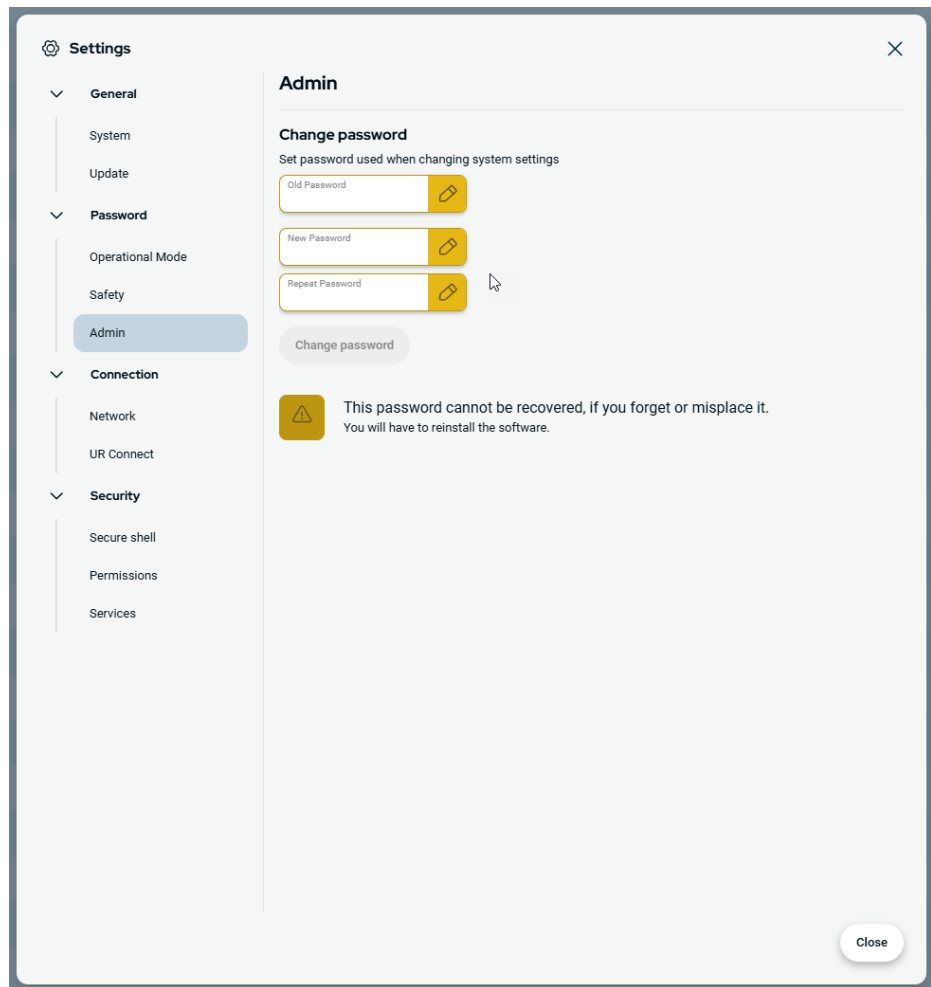 Settings
General
System
Update
Password
Operational Mode
Safety
Admin
Connection
Network
UR Connect
Security
Secure shell
Permissions
Services
Admin
Change password
Set password used when changing system settings
Old Password
New Password
Repeat Password
Change password
This password cannot be recovered, if you forget or misplace it.
You will have to reinstall the software.
Close